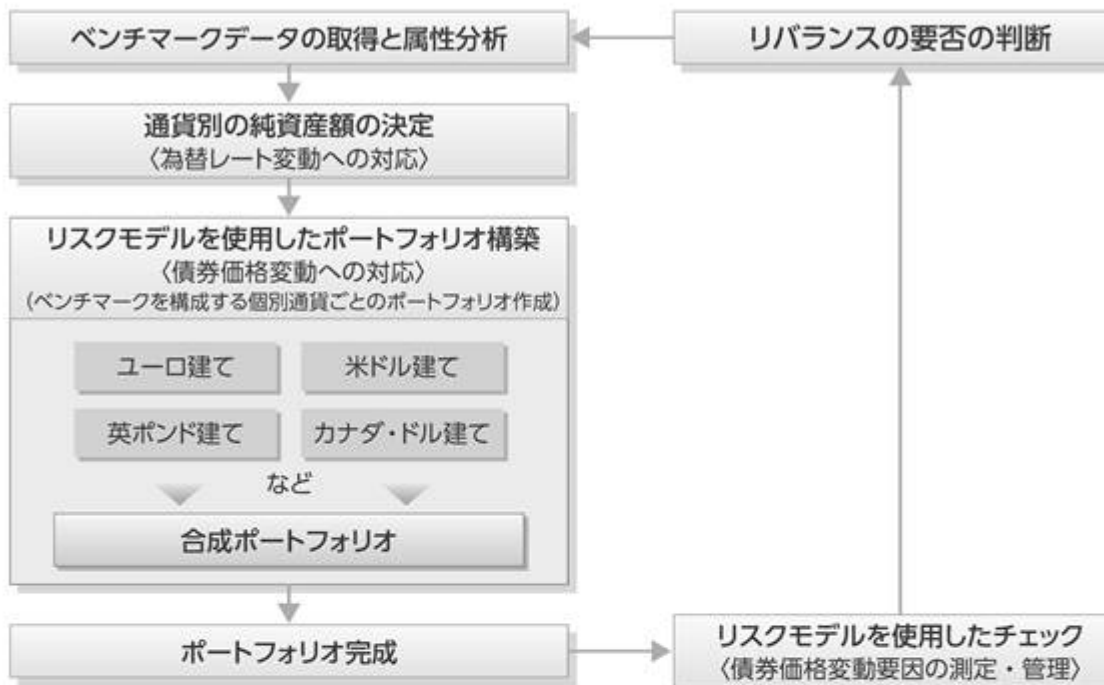 ベンチマークデータの取得と属性分析
リバランスの要否の判断
通貨別の純資産額の決定
〈為替レート変動への対応〉
リスクモデルを使用したポートフォリオ構築
〈債券価格変動への対応〉
(ベンチマークを構成する個別通貨ごとのポートフォリオ作成)
ユーロ建て
米ドル建て
英ポンド建て
カナダ・ドル建て
など
合成ポートフォリオ
ポートフォリオ完成
リスクモデルを使用したチェック
〈債券価格変動要因の測定・管理〉